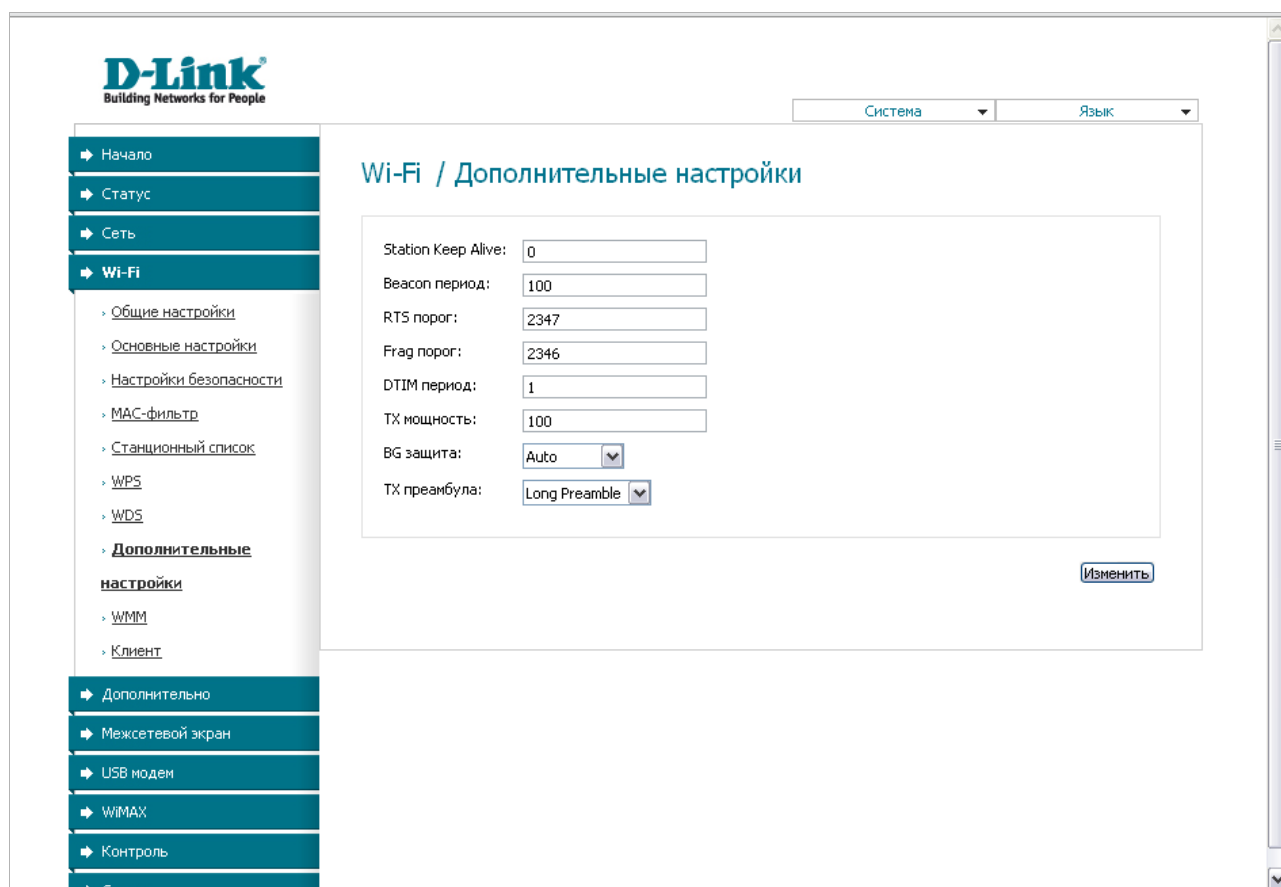 D-Link
Building Networks for People
Система
Язык
Начало
Статус
Сеть
Wi-Fi
Общие настройки
Основные настройки
Настройки безопасности
MAC-фильтр
Станционный список
WPS
WDS
Дополнительные
настройки
WMM
Клиент
Дополнительно
Межсетевой экран
USB модем
WiMAX
Контроль
Wi-Fi / Дополнительные настройки
Station Keep Alive: 0
Beacon период: 100
RTS порог: 2347
Frag порог: 2346
DTIM период: 1
TX мощность: 100
BG защита: Auto
TX преамбула: Long Preamble
Изменить